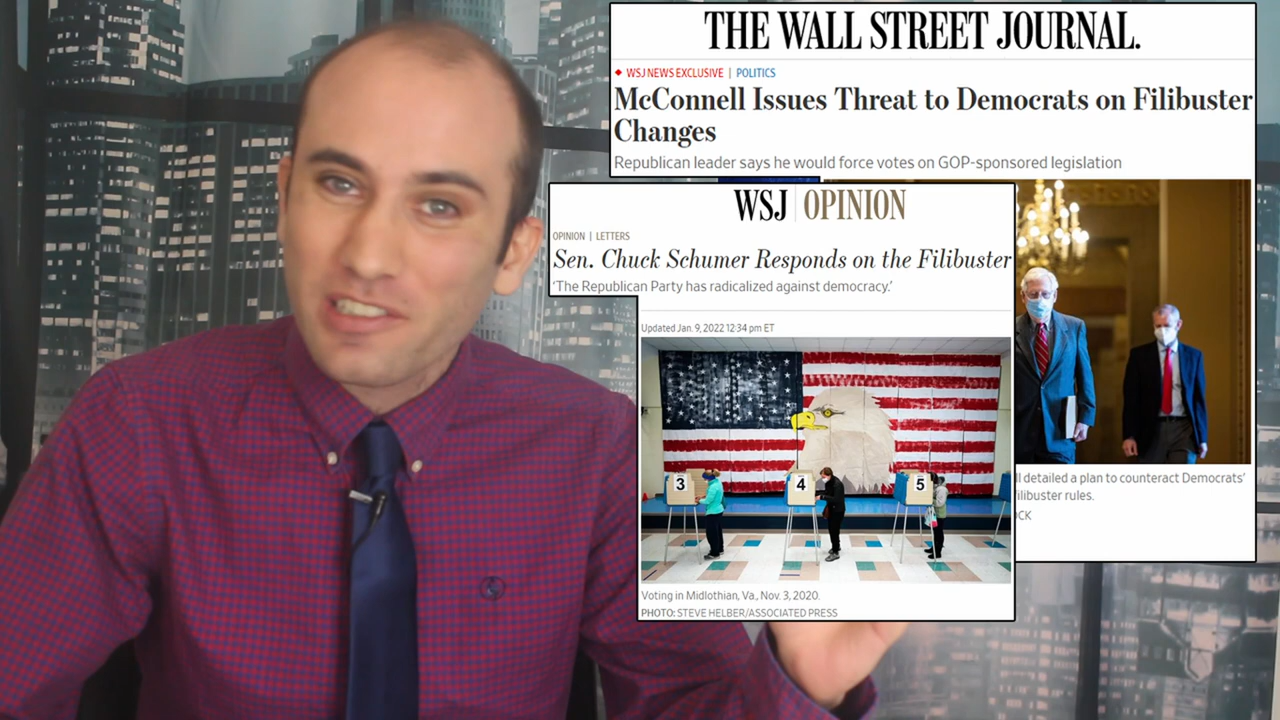 THE WALL STREET JOURNAL.
WSJ NEWS EXCLUSIVE | POLITICS
McConnell Issues Threat to Democrats on Filibuster
Changes
Republican leader says he would force votes on GOP-sponsored legislation
WSJ OPINION
OPINION | LETTERS
Sen. Chuck Schumer Responds on the Filibuster
'The Republican Party has radicalized against democracy.'
Updated Jan. 9, 2022 12:34 pm ET
3
4
5
Voting in Midlothian, Va., Nov. 3, 2020.
PHOTO: STEVE HELBER/ASSOCIATED PRESS
detailed a plan to counteract Democrats'
rules.